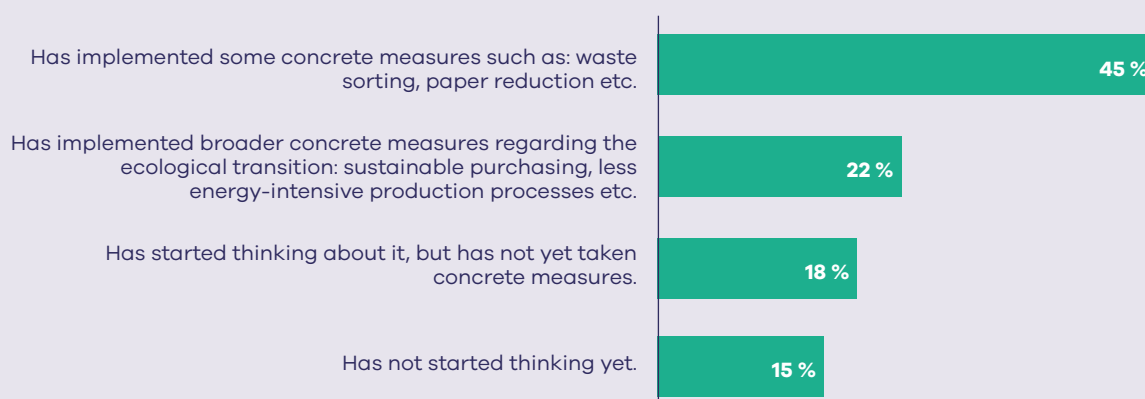 Has implemented some concrete measures such as: waste
sorting, paper reduction etc.
45 %
Has implemented broader concrete measures regarding the
ecological transition: sustainable purchasing, less
energy-intensive production processes etc.
22 %
Has started thinking about it, but has not yet taken
concrete measures.
18 %
Has not started thinking yet.
15 %